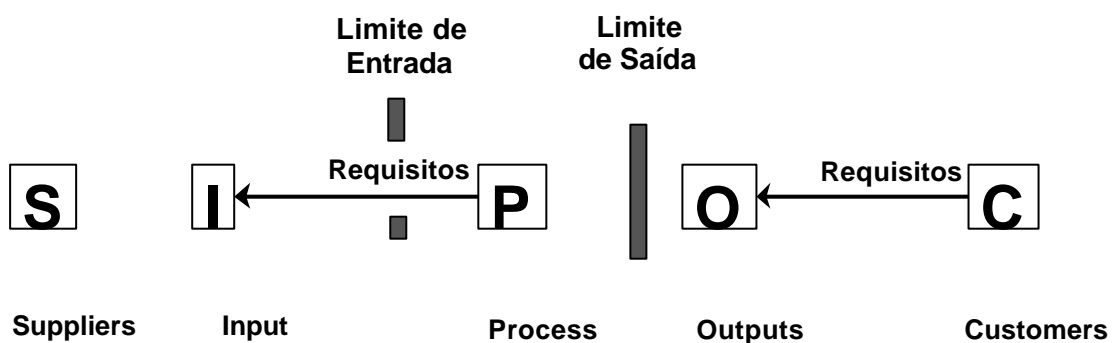 Limite de
Entrada
Limite
de Saída
Requisitos
Requisitos
S
I
P
O
C
Suppliers
Input
Process
Outputs
Customers